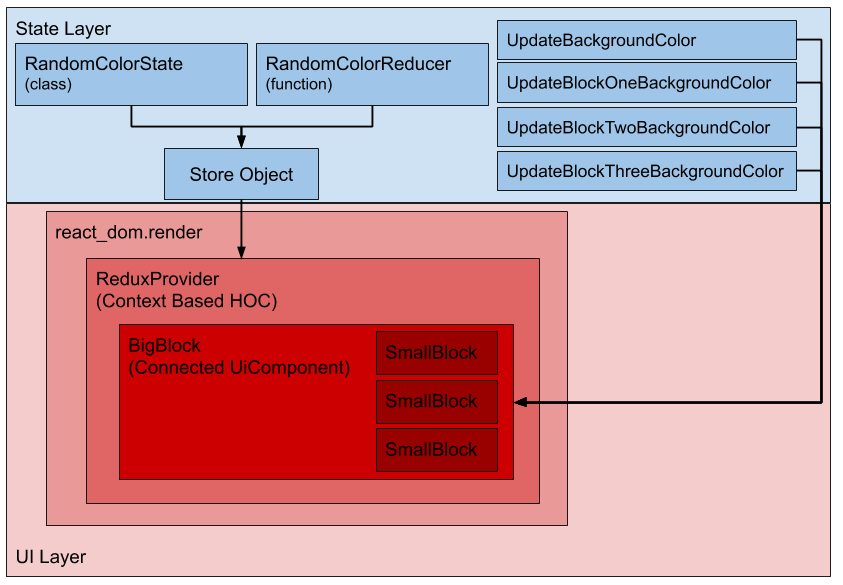 State Layer
RandomColorState
(class)
RandomColorReducer
(function)
UpdateBackgroundColor
UpdateBlockOneBackgroundColor
UpdateBlockTwoBackgroundColor
UpdateBlockThreeBackgroundColor
Store Object
react_dom.render
ReduxProvider
(Context Based HOC)
BigBlock
(Connected UiComponent)
SmallBlock
SmallBlock
SmallBlock
UI Layer